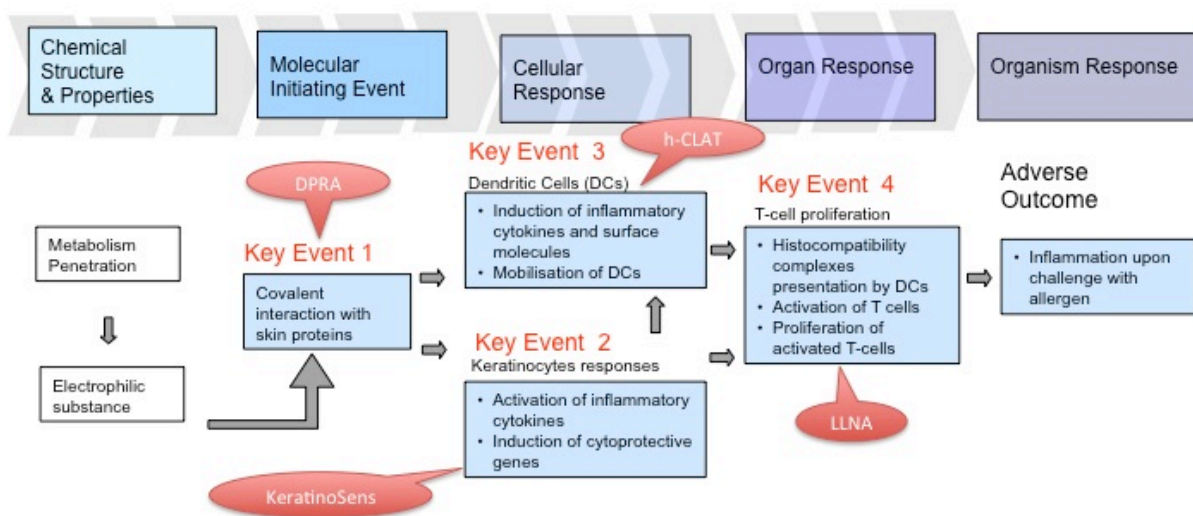 Chemical
Structure
& Properties
Molecular
Initiating Event
Cellular
Response
Organ Response
Organism Response
h-CLAT
DPRA
Key Event 3
Dendritic Cells (DCs)
• Induction of inflammatory
cytokines and surface
molecules
• Mobilisation of DCs
Key Event 4
T-cell proliferation
• Histocompatibility
complexes
presentation by DCs
• Activation of T cells
• Proliferation of
activated T-cells
Adverse
Outcome
• Inflammation upon
challenge with
allergen
Metabolism
Penetration
Key Event 1
Covalent
interaction with
skin proteins
Key Event 2
Keratinocytes responses
• Activation of inflammatory
cytokines
• Induction of cytoprotective
genes
Electrophilic
substance
LLNA
KeratinoSens